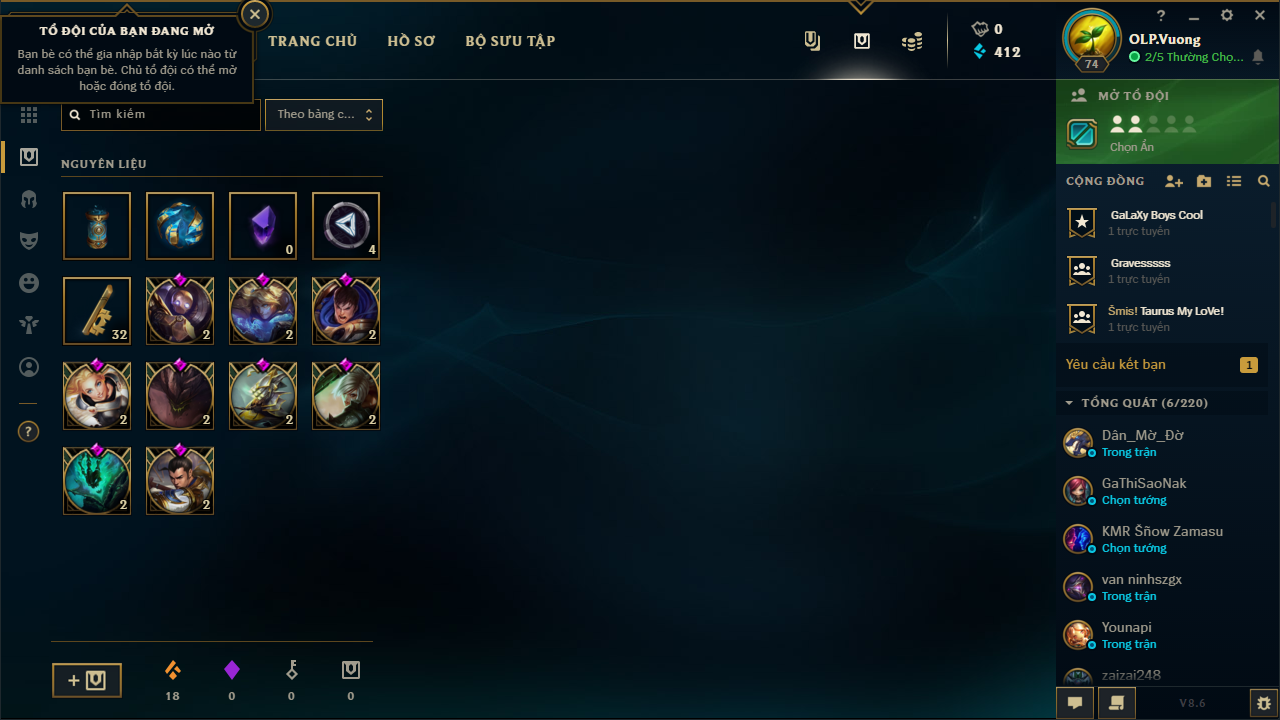 TỔ ĐỘI CỦA BẠN ĐANG MỞ
Bạn bè có thể gia nhập bất kỳ lúc nào từ
danh sách bạn bè. Chủ tổ đội có thể mở
hoặc đóng tổ đội.
TRANG CHỦ
HỒ SƠ
BỘ SƯU TẬP
0
412
?
74
OLP.Vuong
2/5 Thường Chọ...
Tìm kiếm
Theo bảng c...
NGUYÊN LIỆU
0
4
32
2
2
2
2
2
2
2
2
2
?
18
0
0
0
MỞ TỔ ĐỘI
Chọn Ẩn
CỘNG ĐỒNG
GaLaXy Boys Cool
1 trực tuyến
Gravesssss
1 trực tuyến
Šmis! Taurus My LoVe!
1 trực tuyến
Yêu cầu kết bạn
1
TỔNG QUÁT (6/220)
Dân_Mờ_Đờ
Trong trận
GaThiSaoNak
Chọn tướng
KMR Šñow Zamasu
Chọn tướng
van ninhszgx
Trong trận
Younapi
Trong trận
zaizai248
V8.6